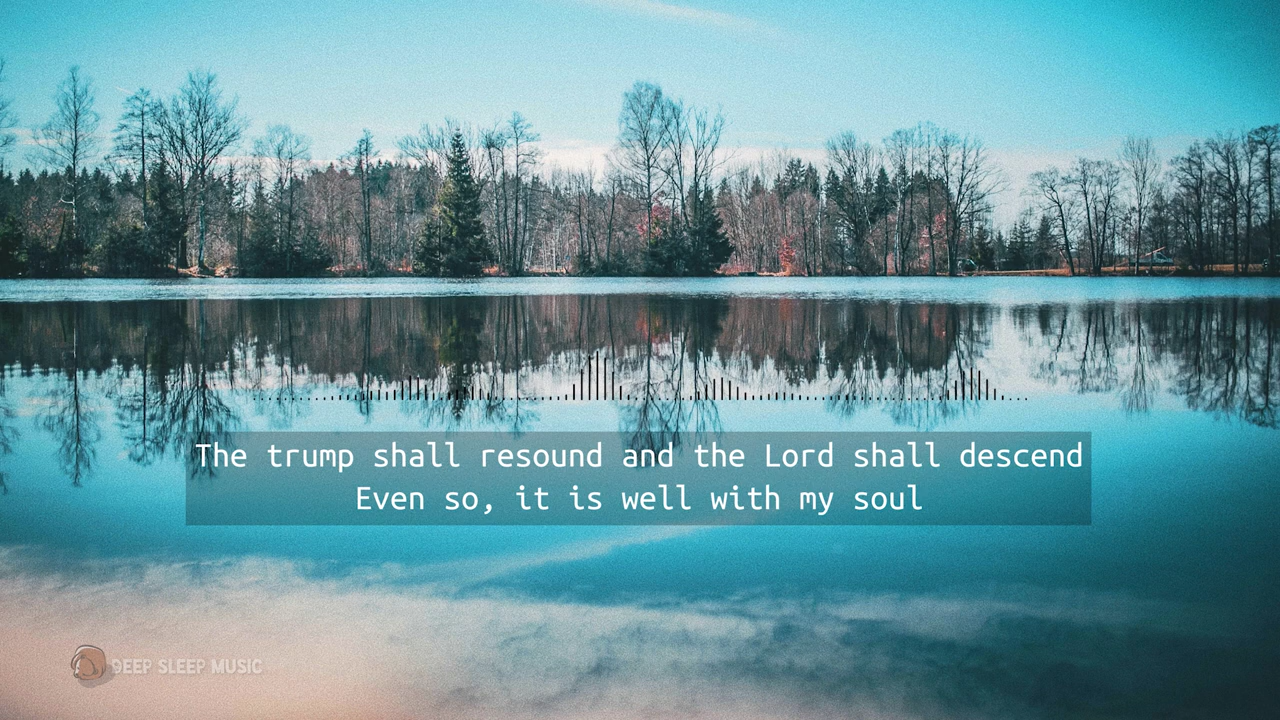 The trump shall resound and the Lord shall descend
Even so, it is well with my soul
DEEP SLEEP MUSIC